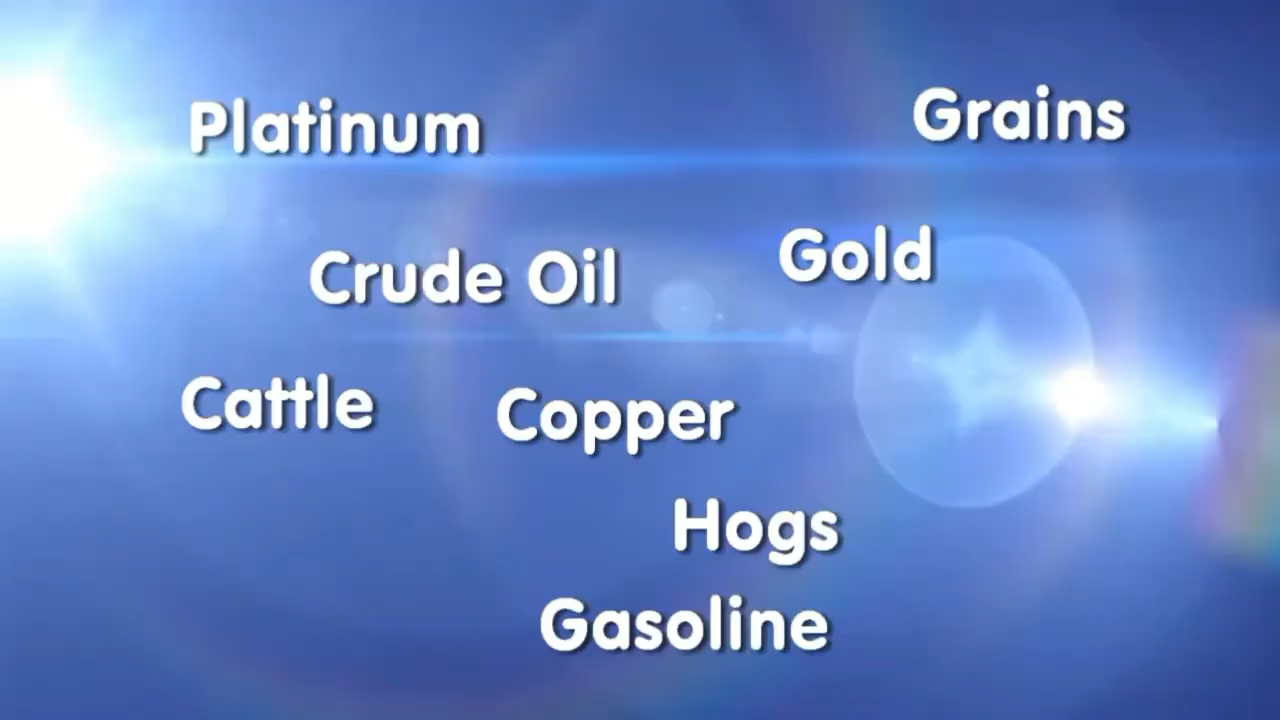 Platinum
Grains
Crude Oil
Gold
Cattle
Copper
Hogs
Gasoline